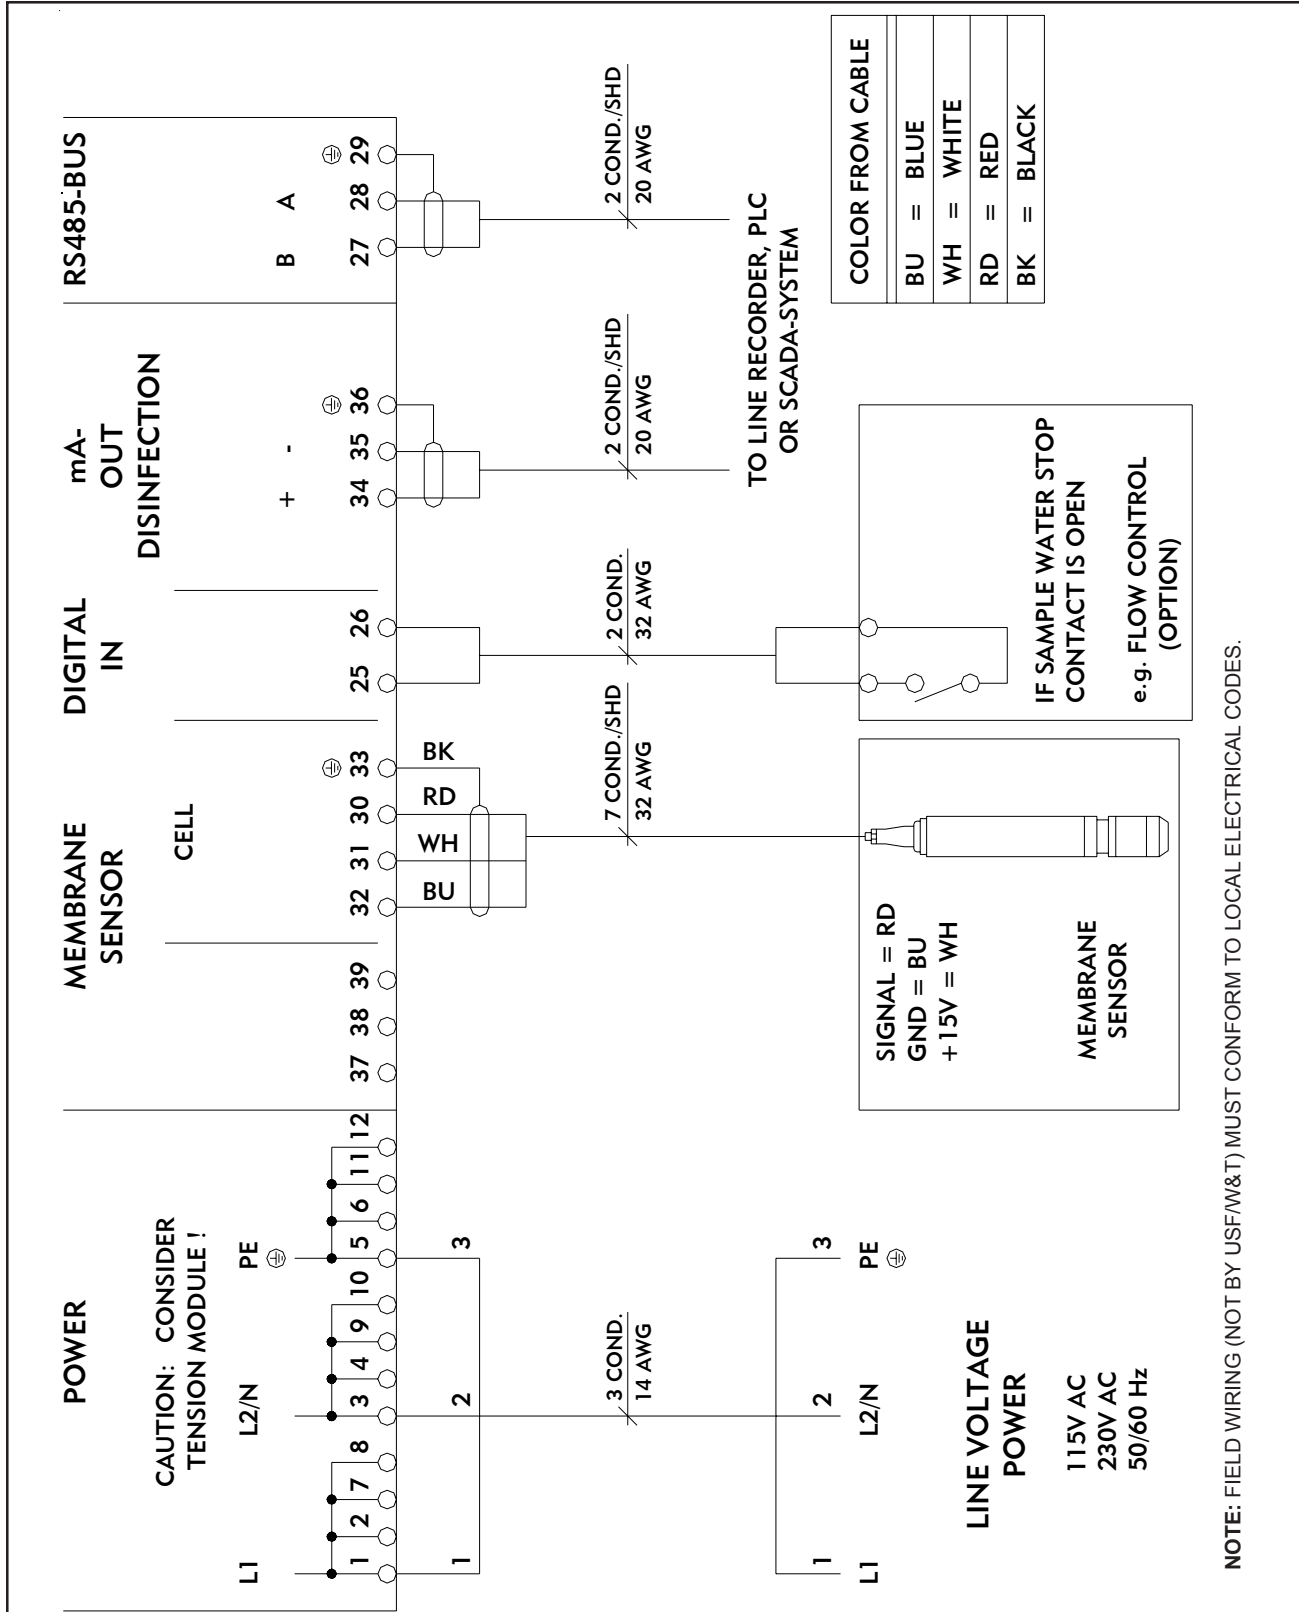 POWER
CAUTION: CONSIDER
TENSION MODULE !
L1
L2/N
PE
1 2 7 8 3 4 9 10 5 6 11 12
1
2
3
3 COND.
14 AWG
1
2
3
L1
L2/N
PE
LINE VOLTAGE
POWER
115V AC
230V AC
50/60 Hz
MEMBRANE
SENSOR
CELL
37 38 39 32 31 30 33
BU
WH
RD
BK
7 COND./SHD
32 AWG
SIGNAL = RD
GND = BU
+15V = WH
MEMBRANE
SENSOR
DIGITAL
IN
25 26
2 COND.
32 AWG
IF SAMPLE WATER STOP
CONTACT IS OPEN
e.g. FLOW CONTROL
(OPTION)
mA-
OUT
DISINFECTION
+ -
34 35 36
2 COND./SHD
20 AWG
RS485-BUS
B A
27 28 29
2 COND./SHD
20 AWG
TO LINE RECORDER, PLC
OR SCADA-SYSTEM
COLOR FROM CABLE
BU = BLUE
WH = WHITE
RD = RED
BK = BLACK
NOTE: FIELD WIRING (NOT BY USF/W&T) MUST CONFORM TO LOCAL ELECTRICAL CODES.